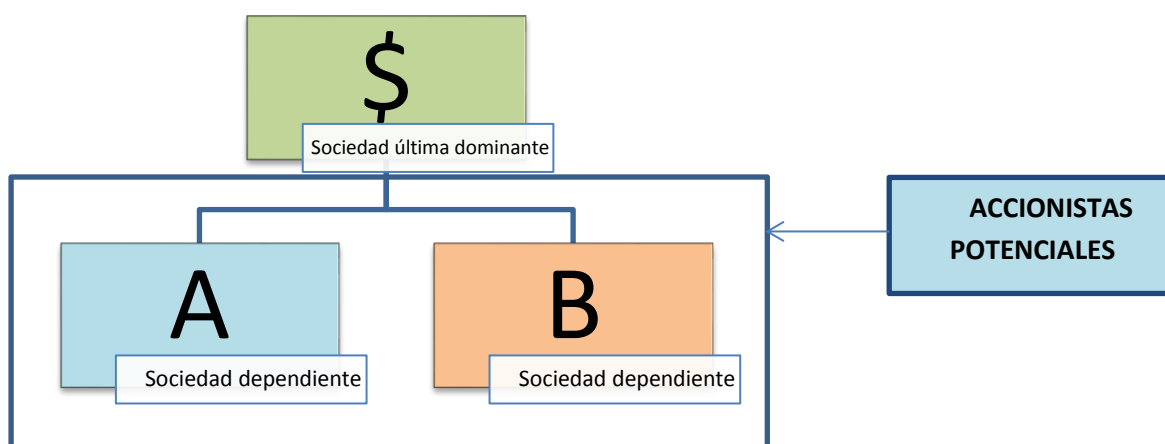 $
Sociedad última dominante
ACCIONISTAS
POTENCIALES
A
B
Sociedad dependiente
Sociedad dependiente